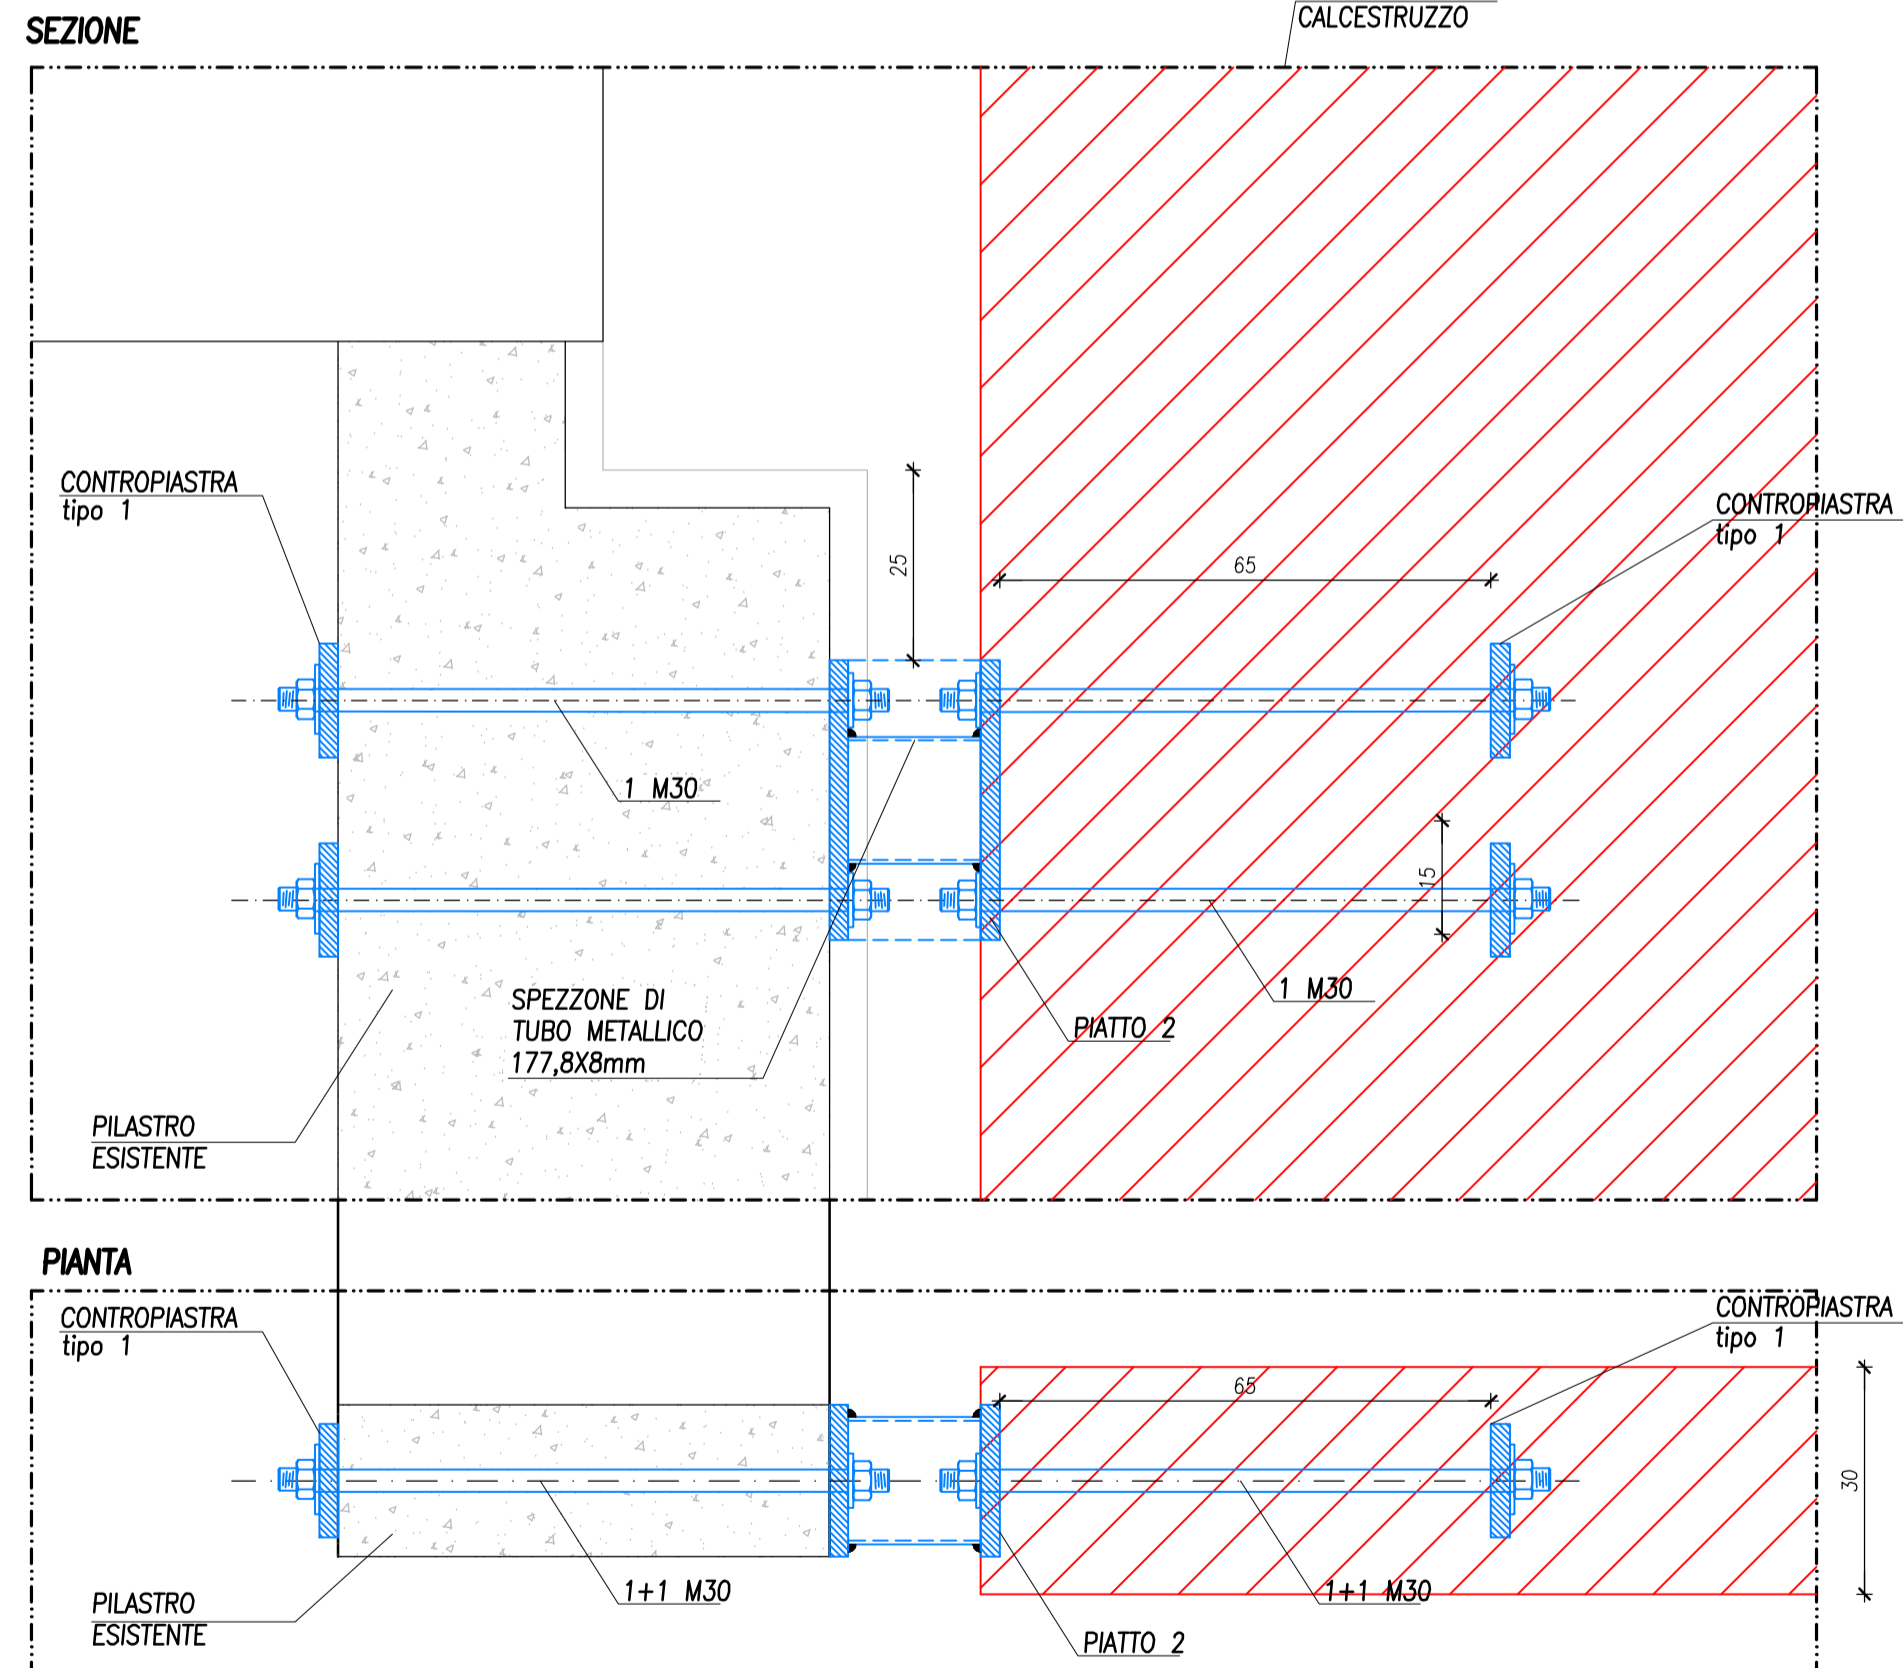 SEZIONE
CALCESTRUZZO
CONTROPIASTRA
tipo 1
25
65
CONTROPIASTRA
tipo 1
1 M30
15
1 M30
SPEZZONE DI
TUBO METALLICO
177,8X8mm
PIATTO 2
PILASTRO
ESISTENTE
PIANTA
CONTROPIASTRA
tipo 1
CONTROPIASTRA
tipo 1
65
30
1+1 M30
1+1 M30
PILASTRO
ESISTENTE
PIATTO 2